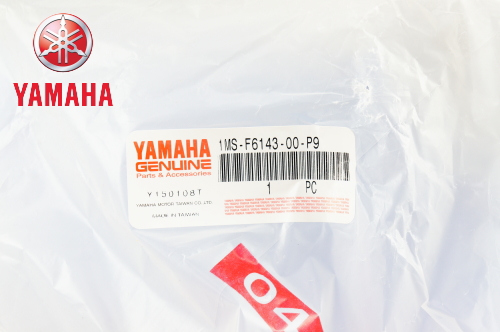 YAMAHA
YAMAHA
GENUINE
Parts & Accessories
1MS-F6143-00-P9
1 PC
Y150108T
YAMAHA MOTOR TAIWAN CO.,LTD.
MADE IN TAIWAN
04